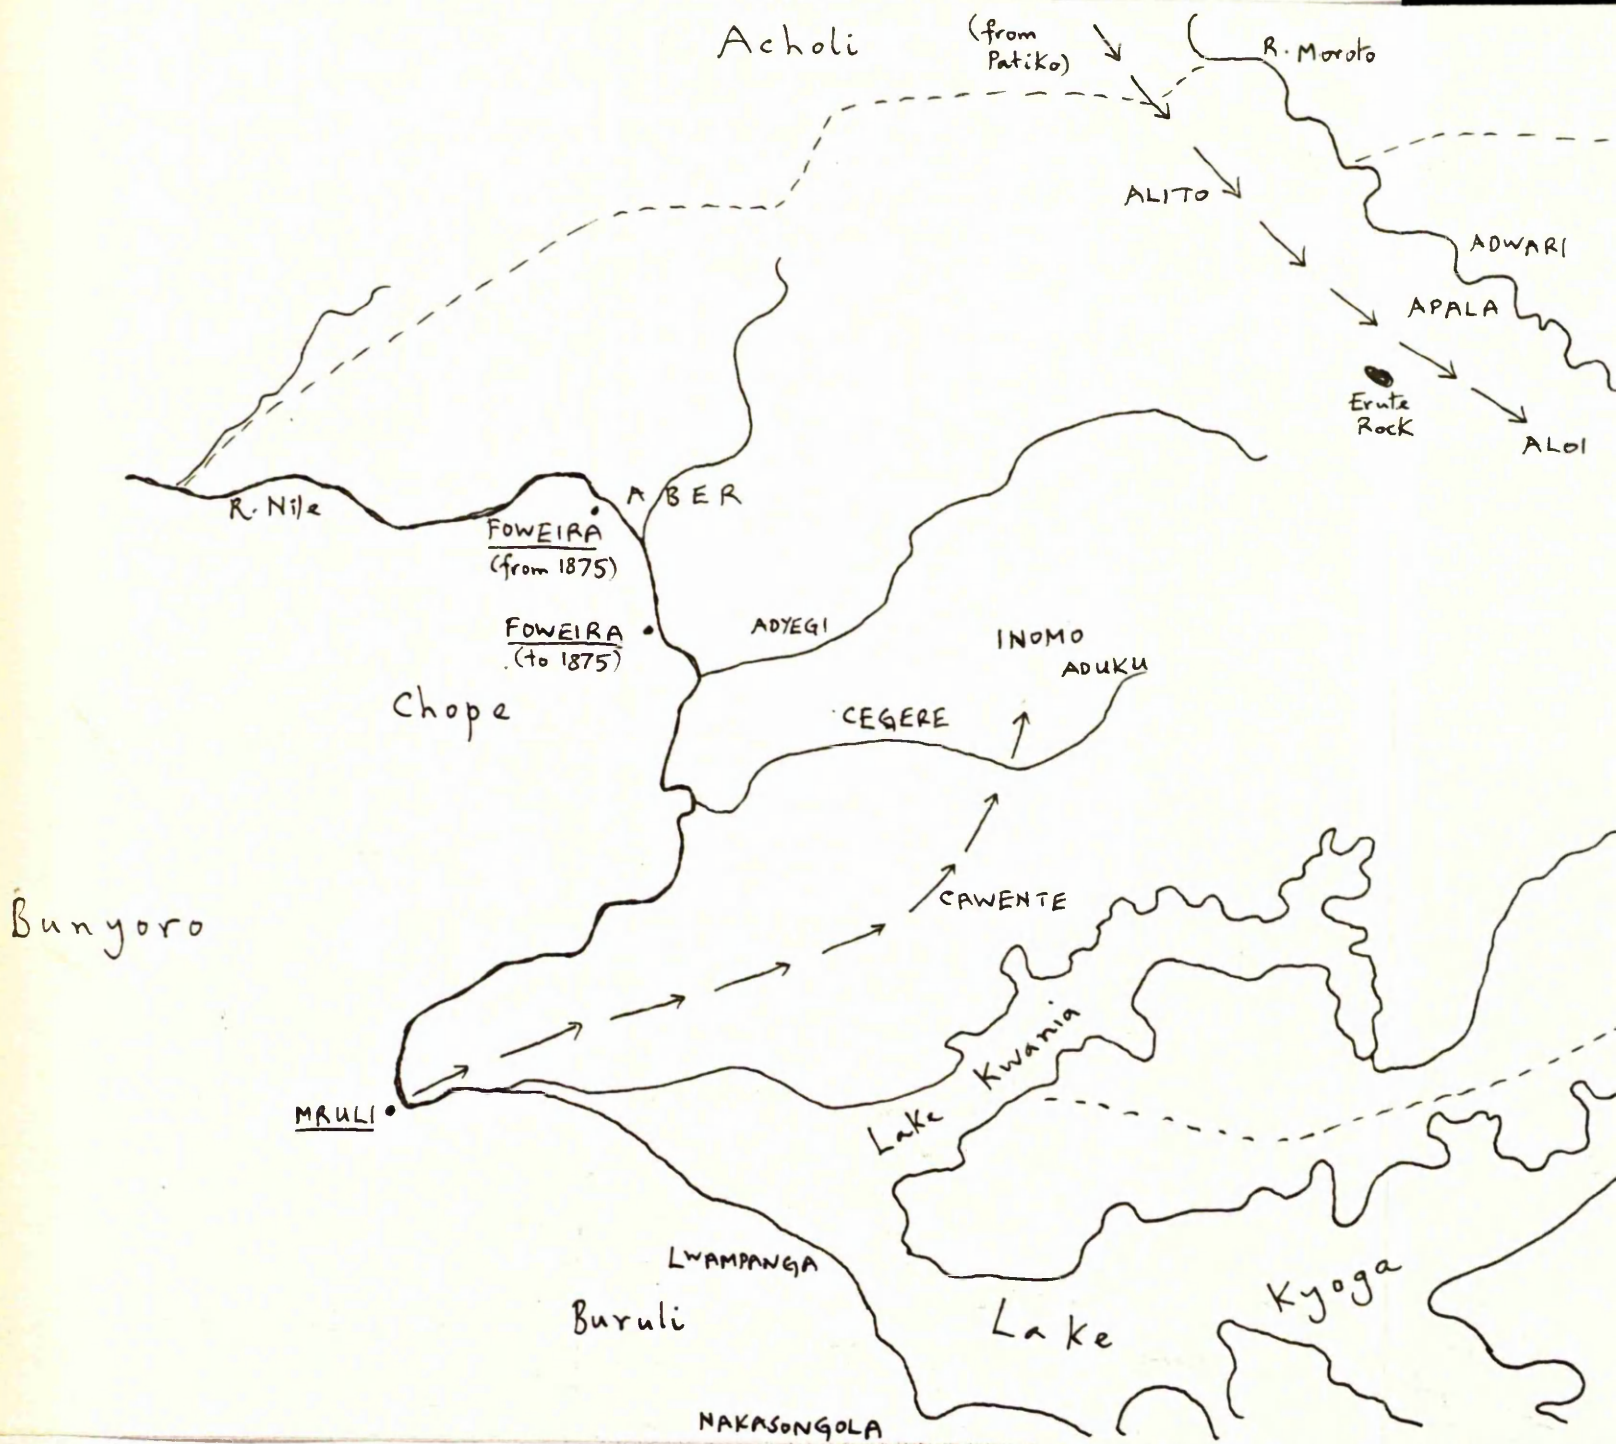 Acholi
(from
Patiko)
R. Moroto
ALITO
ADWARI
APALA
Erute
Rock
ALOI
R. Nile
ABER
FOWEIRA
(from 1875)
FOWEIRA
(to 1875)
ADYEGI
INOMO
ADUKU
Chope
CEGERE
CAWENTE
Bunyoro
Lake Kwania
MRULI
LWAMPANGA
Buruli
Lake Kyoga
NAKASONGOLA